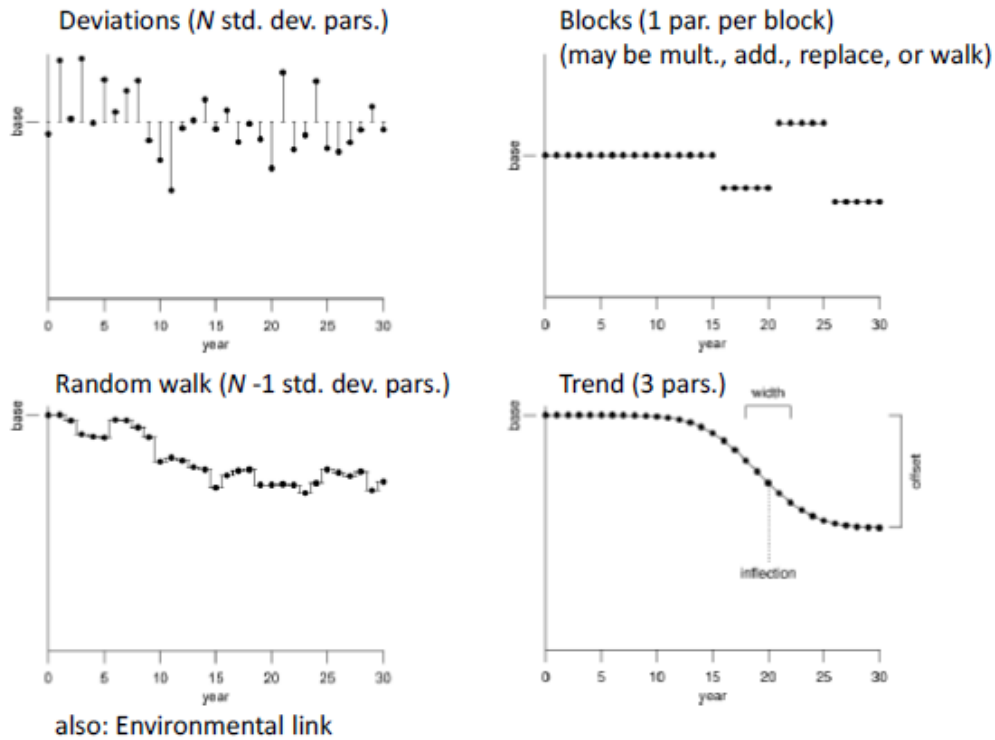 Deviations (N std. dev. pars.)
base
0 5 10 15 20 25 30
year
Blocks (1 par. per block)
(may be mult., add., replace, or walk)
base
0 5 10 15 20 25 30
year
Random walk (N -1 std. dev. pars.)
base
0 5 10 15 20 25 30
year
Trend (3 pars.)
width
base
offset
inflection
0 5 10 15 20 25 30
year
also: Environmental link